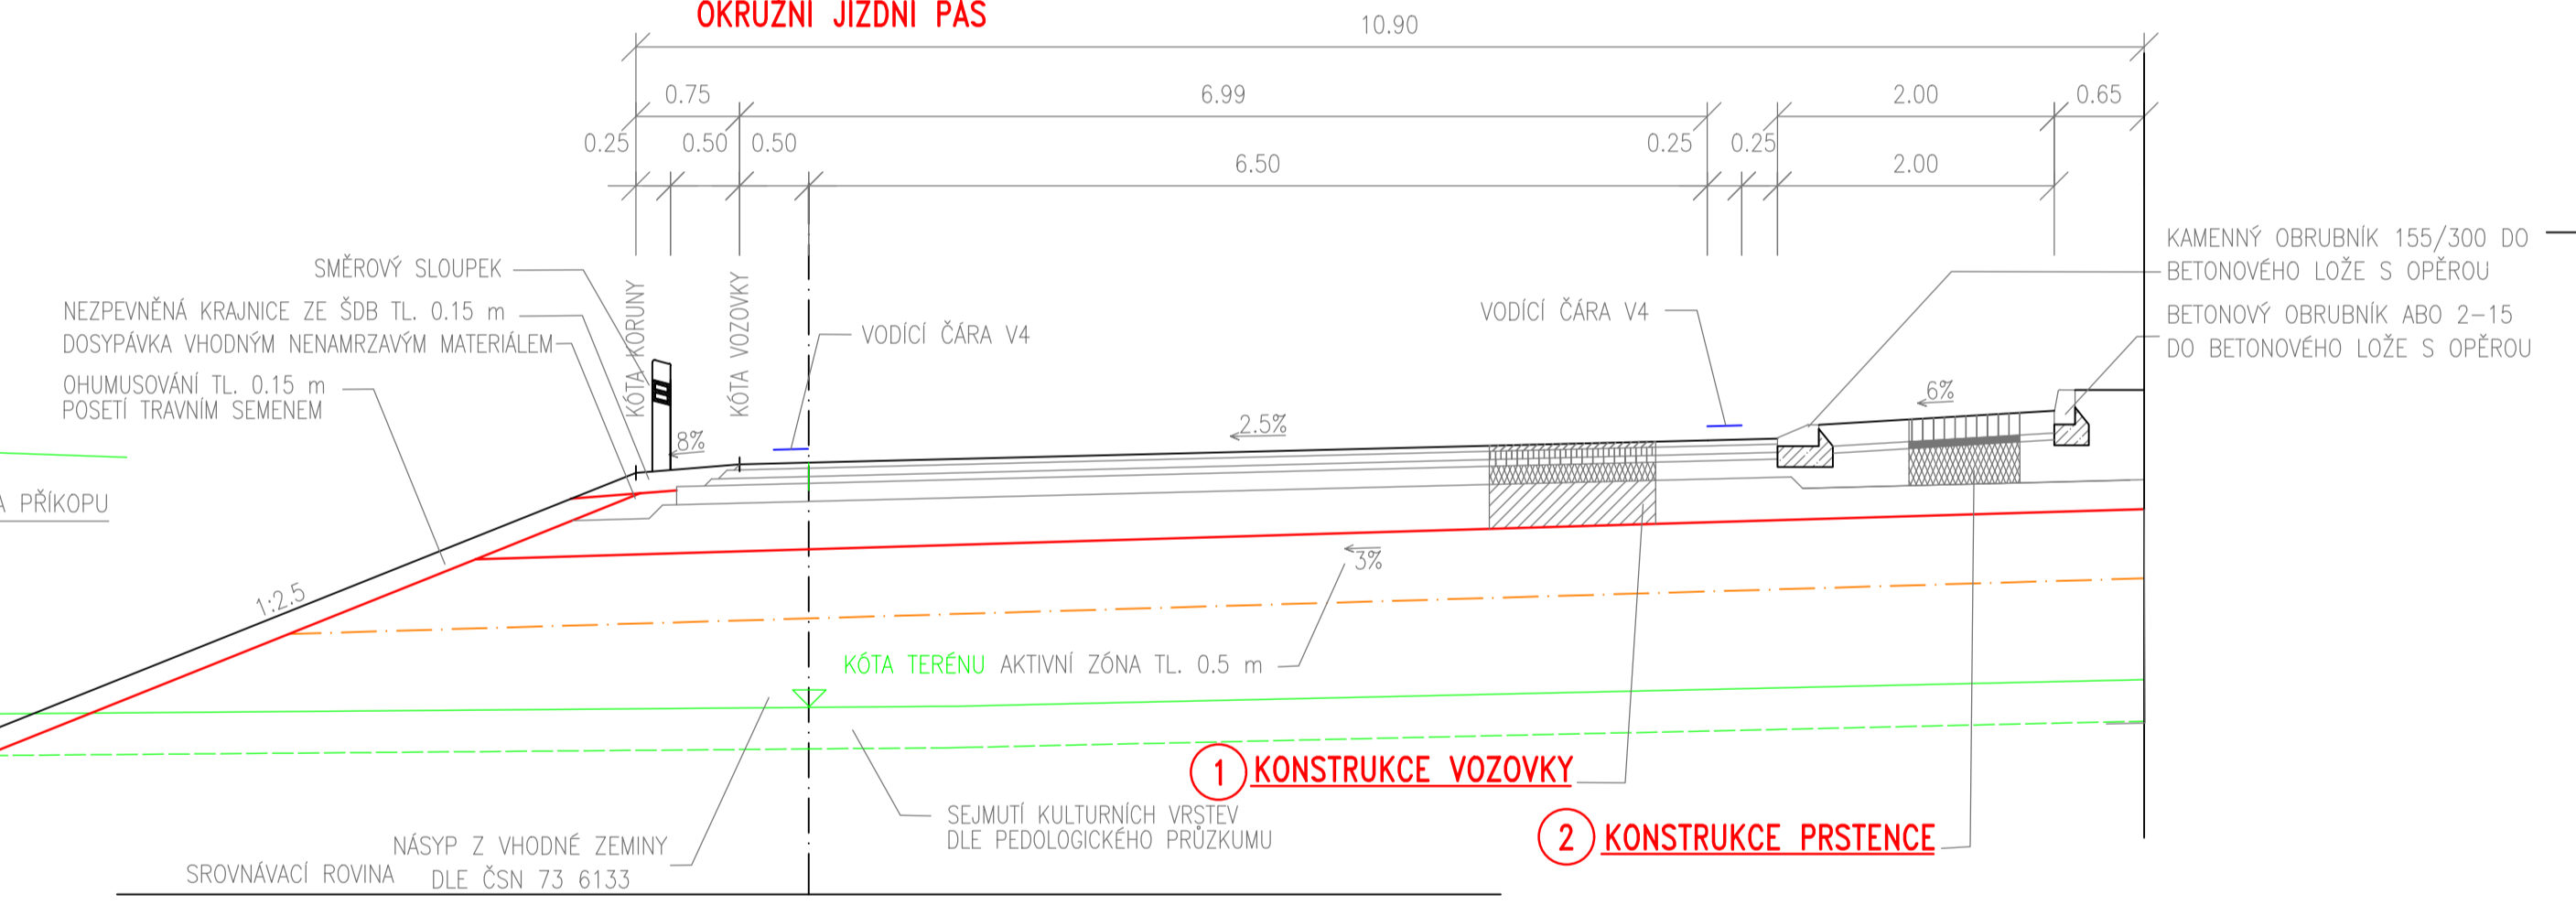 OKRUŽNÍ JÍZDNÍ PÁS
10.90
0.75
6.99
2.00
0.65
0.25
0.50
0.50
0.25
0.25
6.50
2.00
SMĚROVÝ SLOUPEK
NEZPEVNĚNÁ KRAJNICE ZE ŠDB TL. 0.15 m
DOSYPÁVKA VHODNÝM NENAMRZAVÝM MATERIÁLEM
OHUMUSOVÁNÍ TL. 0.15 m
POSETÍ TRAVNÍM SEMENEM
KÓTA KORUNY
KÓTA VOZOVKY
VODÍCÍ ČÁRA V4
VODÍCÍ ČÁRA V4
KAMENNÝ OBRUBNÍK 155/300 DO
BETONOVÉHO LOŽE S OPĚROU
BETONOVÝ OBRUBNÍK ABO 2-15
DO BETONOVÉHO LOŽE S OPĚROU
8%
2.5%
6%
A PŘÍKOPU
3%
1:2.5
KÓTA TERÉNU AKTIVNÍ ZÓNA TL. 0.5 m
1 KONSTRUKCE VOZOVKY
2 KONSTRUKCE PRSTENCE
SEJMUTÍ KULTURNÍCH VRSTEV
DLE PEDOLOGICKÉHO PRŮZKUMU
NÁSYP Z VHODNÉ ZEMINY
DLE ČSN 73 6133
SROVNÁVACÍ ROVINA